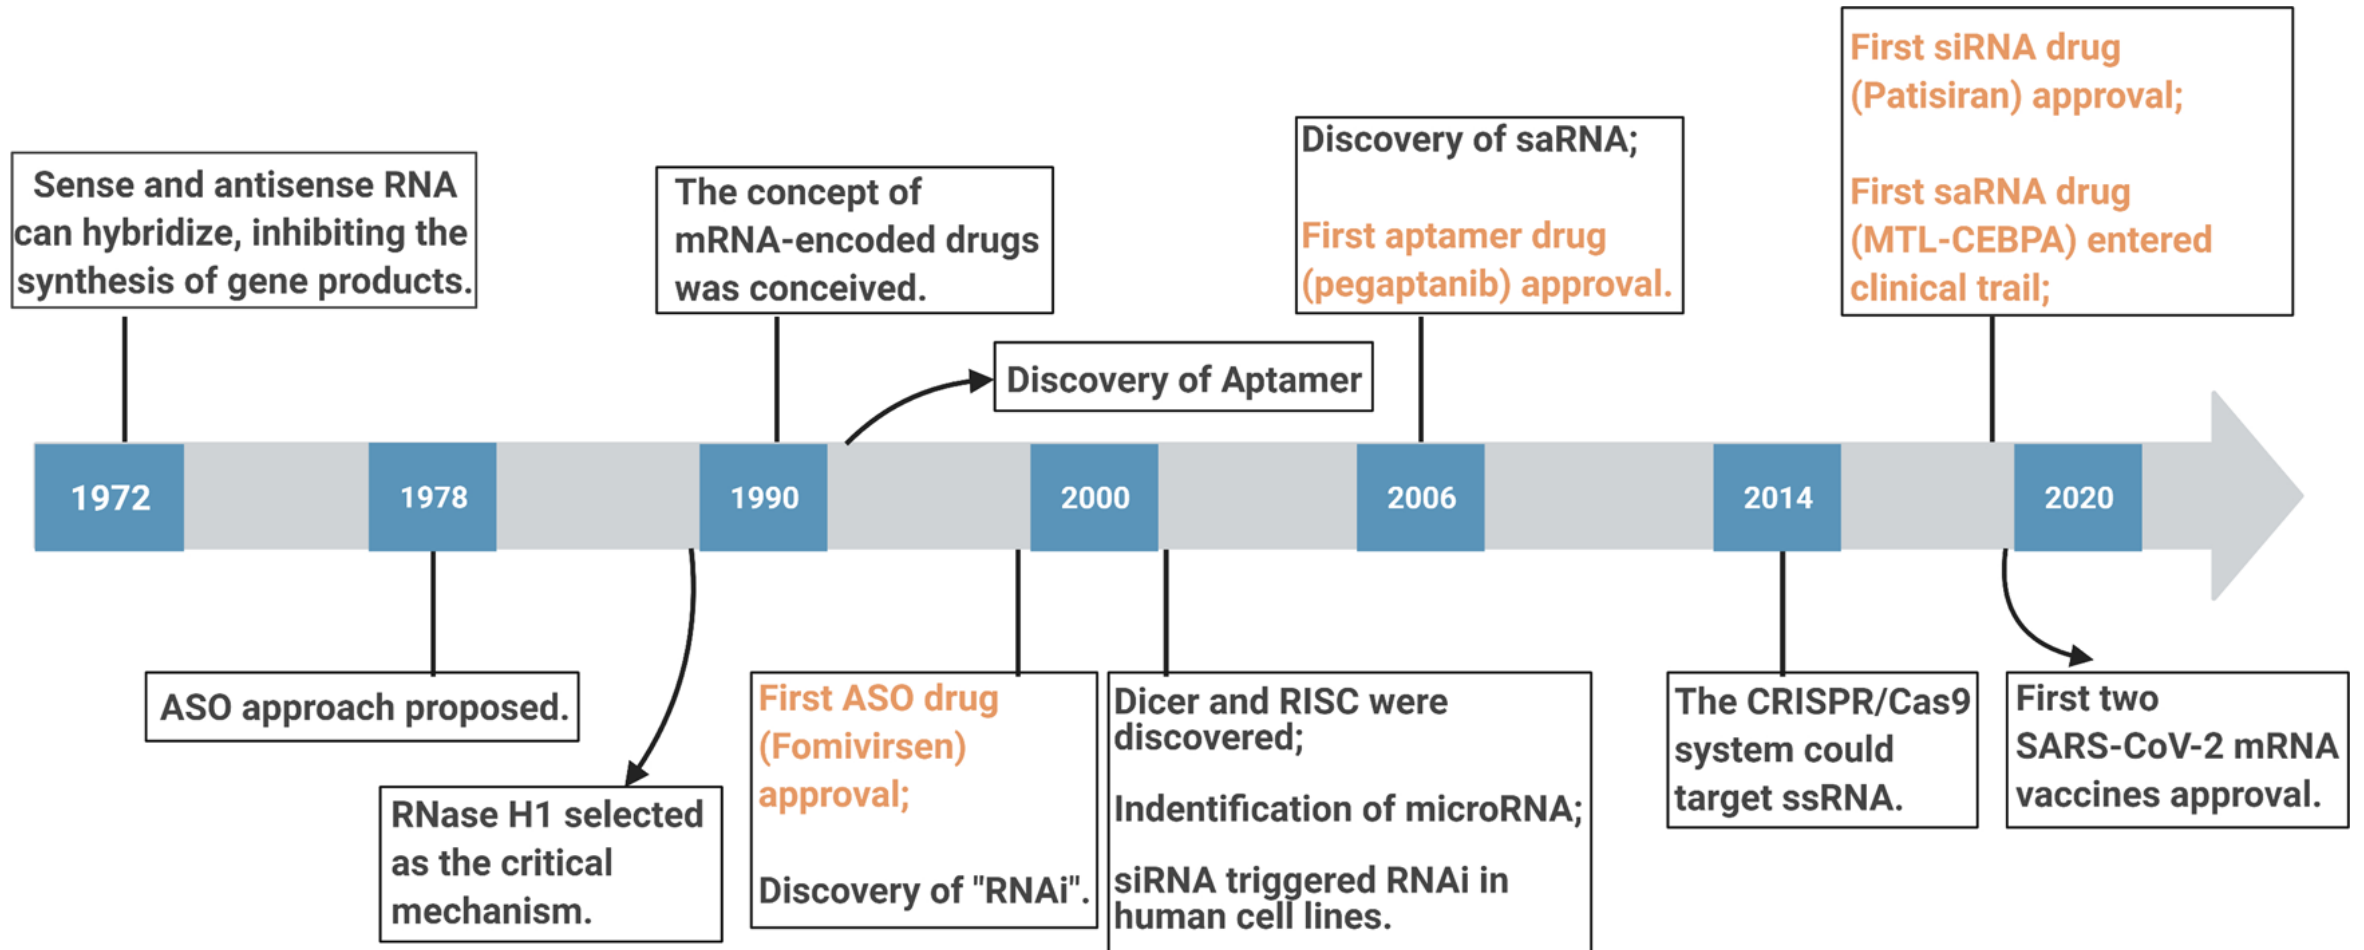 Sense and antisense RNA
can hybridize, inhibiting the
synthesis of gene products.
The concept of
mRNA-encoded drugs
was conceived.
Discovery of Aptamer
Discovery of saRNA;
First aptamer drug
(pegaptanib) approval.
First siRNA drug
(Patisiran) approval;
First saRNA drug
(MTL-CEBPA) entered
clinical trail;
1972
1978
1990
2000
2006
2014
2020
ASO approach proposed.
RNase H1 selected
as the critical
mechanism.
First ASO drug
(Fomivirsen)
approval;
Discovery of "RNAi".
Dicer and RISC were
discovered;
Indentification of microRNA;
siRNA triggered RNAi in
human cell lines.
The CRISPR/Cas9
system could
target ssRNA.
First two
SARS-CoV-2 mRNA
vaccines approval.